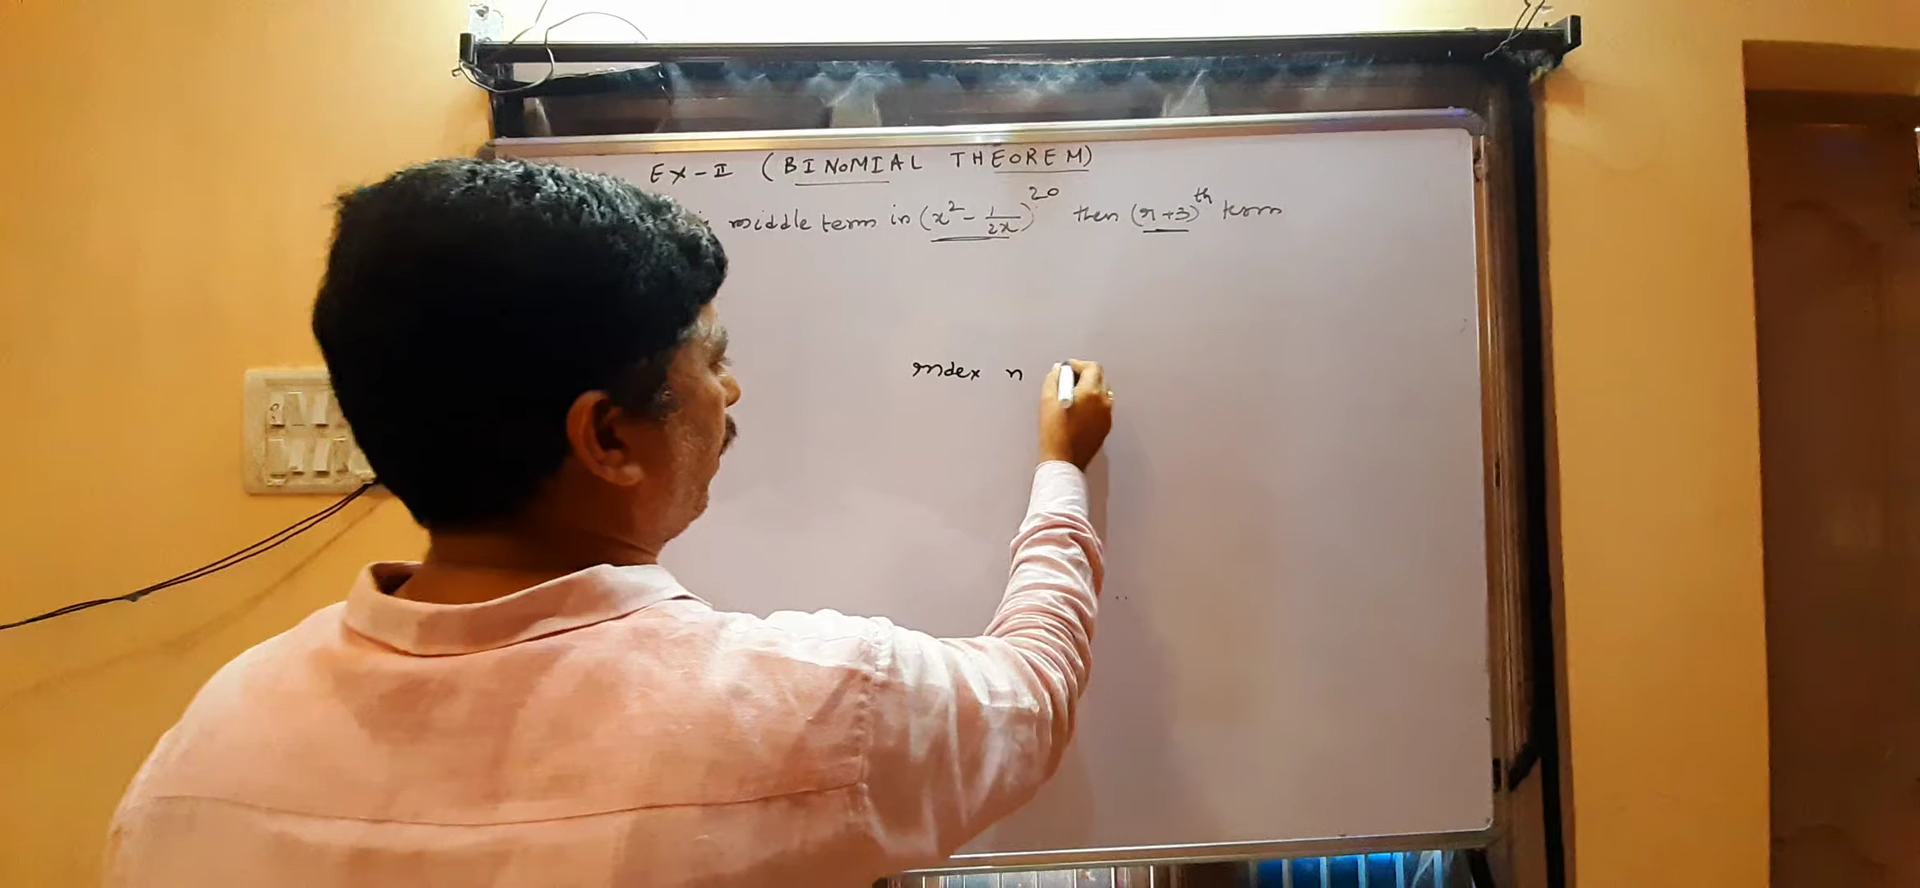 EX-II (BINOMIAL THEOREM)
middle term in (x² - 1/2x)²⁰ then (r+3)ᵗʰ term
Index n